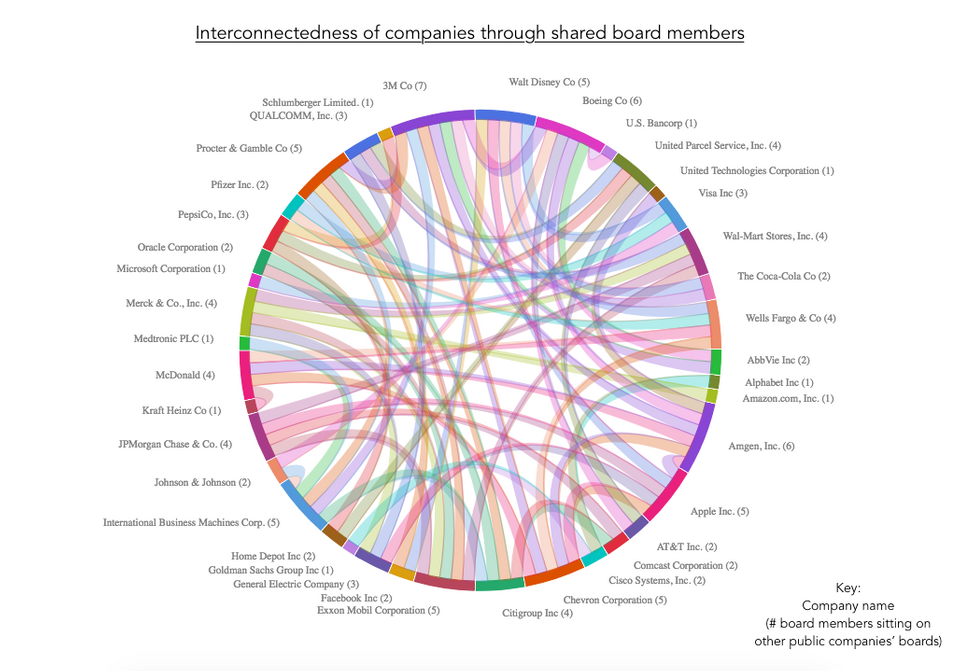 Interconnectedness of companies through shared board members
3M Co (7)
Walt Disney Co (5)
Boeing Co (6)
U.S. Bancorp (1)
United Parcel Service, Inc. (4)
United Technologies Corporation (1)
Visa Inc (3)
Wal-Mart Stores, Inc. (4)
The Coca-Cola Co (2)
Wells Fargo & Co (4)
AbbVie Inc (2)
Alphabet Inc (1)
Amazon.com, Inc. (1)
Amgen, Inc. (6)
Apple Inc. (5)
AT&T Inc. (2)
Comcast Corporation (2)
Cisco Systems, Inc. (2)
Chevron Corporation (5)
Citigroup Inc (4)
Exxon Mobil Corporation (5)
Facebook Inc (2)
General Electric Company (3)
Goldman Sachs Group Inc (1)
Home Depot Inc (2)
International Business Machines Corp. (5)
Johnson & Johnson (2)
JPMorgan Chase & Co. (4)
Kraft Heinz Co (1)
McDonald (4)
Medtronic PLC (1)
Merck & Co., Inc. (4)
Microsoft Corporation (1)
Oracle Corporation (2)
PepsiCo, Inc. (3)
Pfizer Inc. (2)
Procter & Gamble Co (5)
QUALCOMM, Inc. (3)
Schlumberger Limited. (1)
Key:
Company name
(# board members sitting on
other public companies' boards)